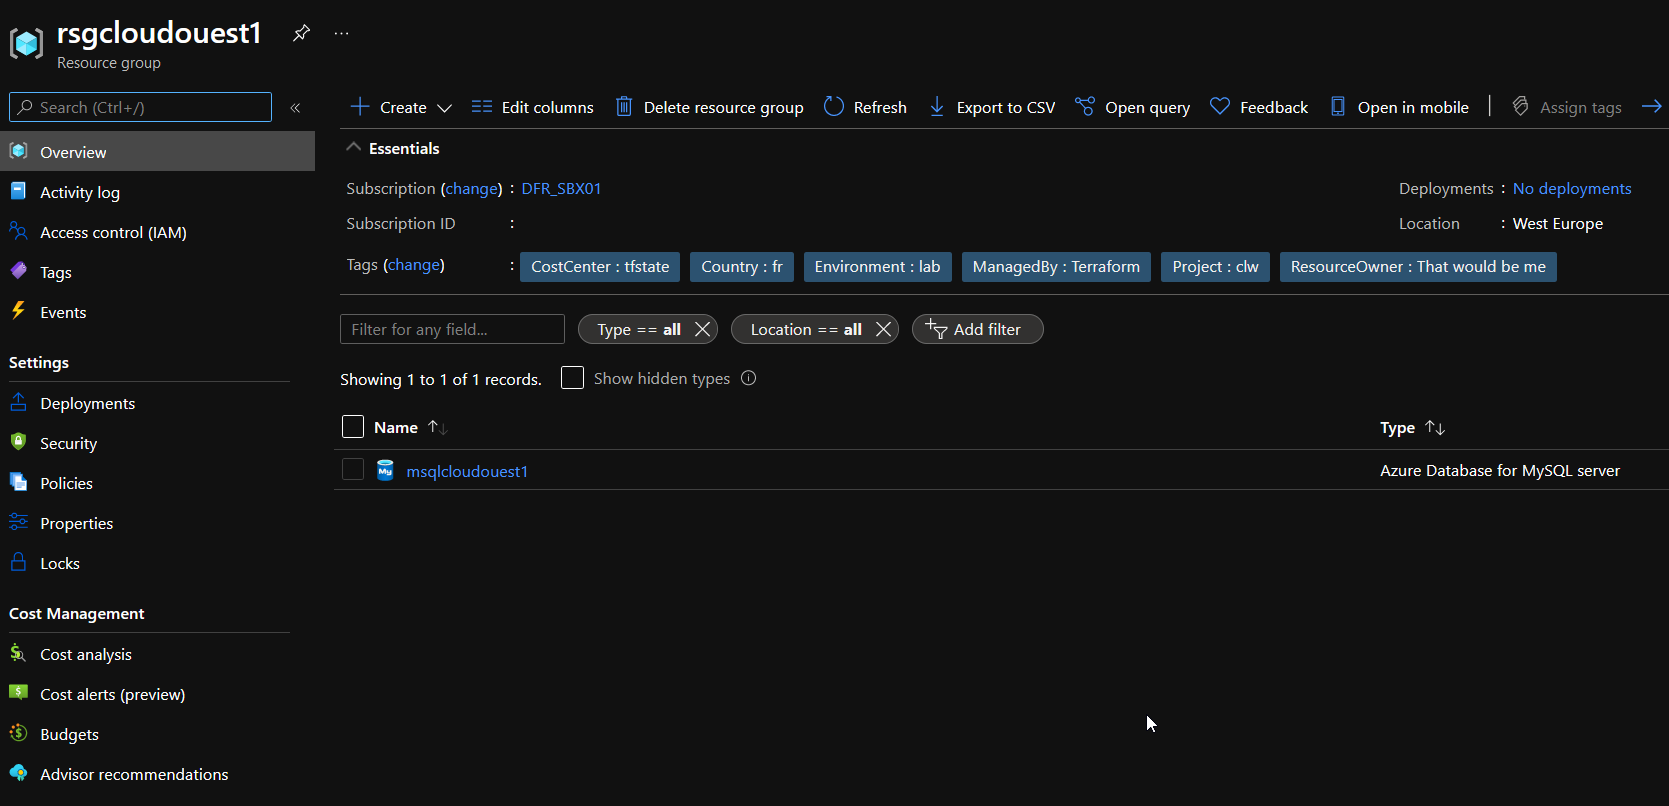 rsgcloudouest1 ...
Resource group
Search (Ctrl+/) «
Overview
Activity log
Access control (IAM)
Tags
Events
Settings
Deployments
Security
Policies
Properties
Locks
Cost Management
Cost analysis
Cost alerts (preview)
Budgets
Advisor recommendations
Create Edit columns Delete resource group Refresh Export to CSV Open query Feedback Open in mobile | Assign tags
Essentials
Subscription (change) : DFR_SBX01 Deployments : No deployments
Subscription ID : Location : West Europe
Tags (change) : CostCenter : tfstate Country : fr Environment : lab ManagedBy : Terraform Project : clw ResourceOwner : That would be me
Filter for any field... Type == all Location == all Add filter
Showing 1 to 1 of 1 records. Show hidden types
Name Type
My msqlcloudouest1 Azure Database for MySQL server